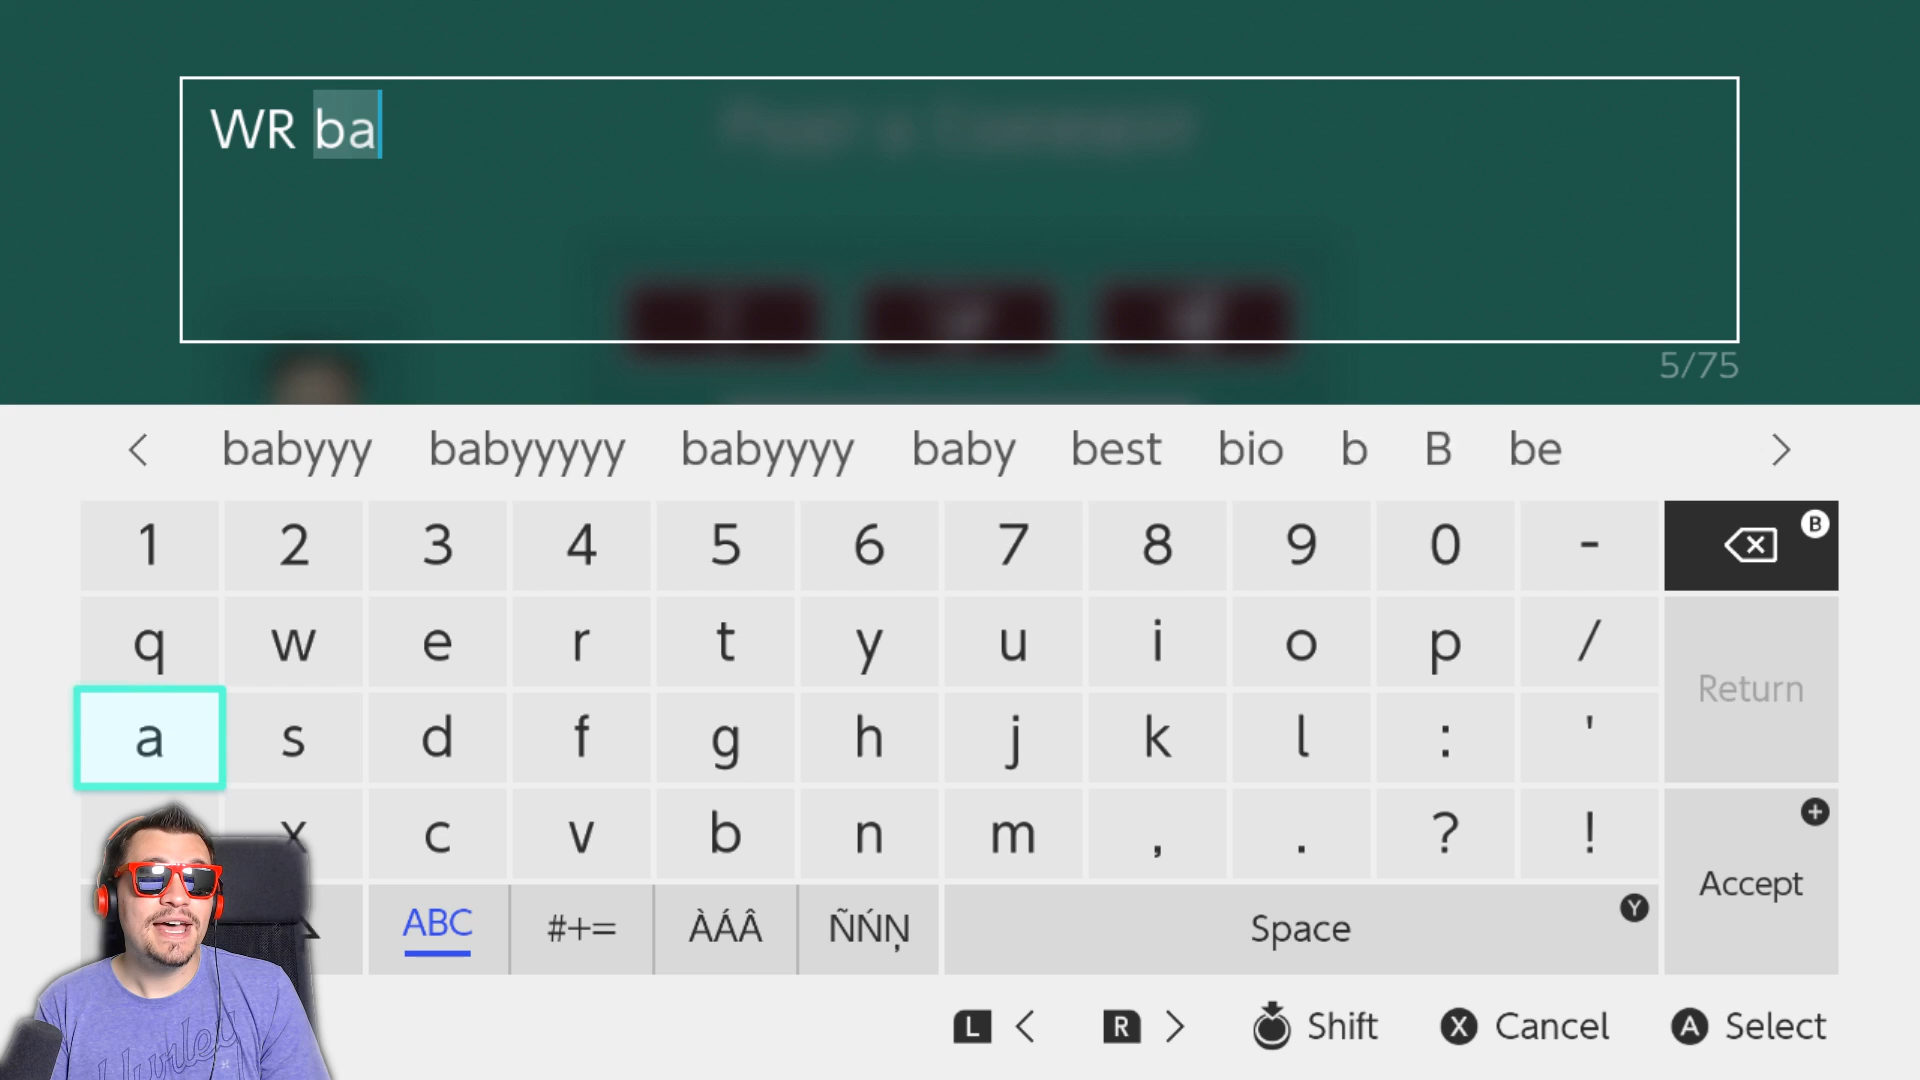 WR ba
5/75
< babyyy babyyyyy babyyyy baby best bio b B be >
1 2 3 4 5 6 7 8 9 0 - B
q w e r t y u i o p /
Return
a s d f g h j k l : '
x c v b n m , . ? ! +
Accept
ABC #+= ÀÁÂ ÑŃŅ Space Y
L < R > Shift X Cancel A Select
Hurley